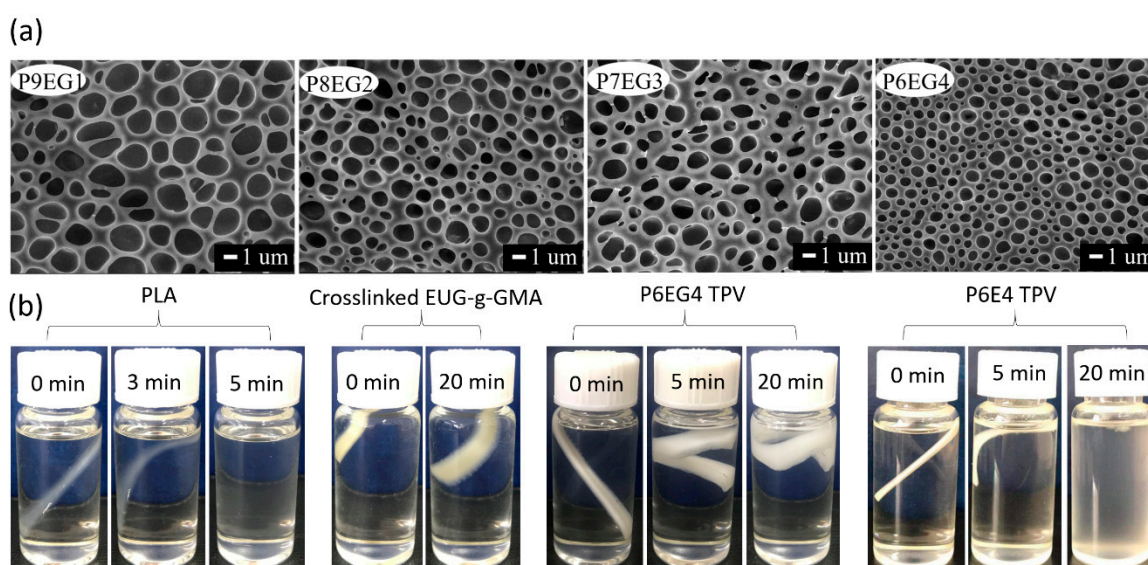 (a)
P9EG1 P8EG2 P7EG3 P6EG4
1 um 1 um 1 um 1 um
(b) PLA Crosslinked EUG-g-GMA P6EG4 TPV P6E4 TPV
0 min 3 min 5 min 0 min 20 min 0 min 5 min 20 min 0 min 5 min 20 min